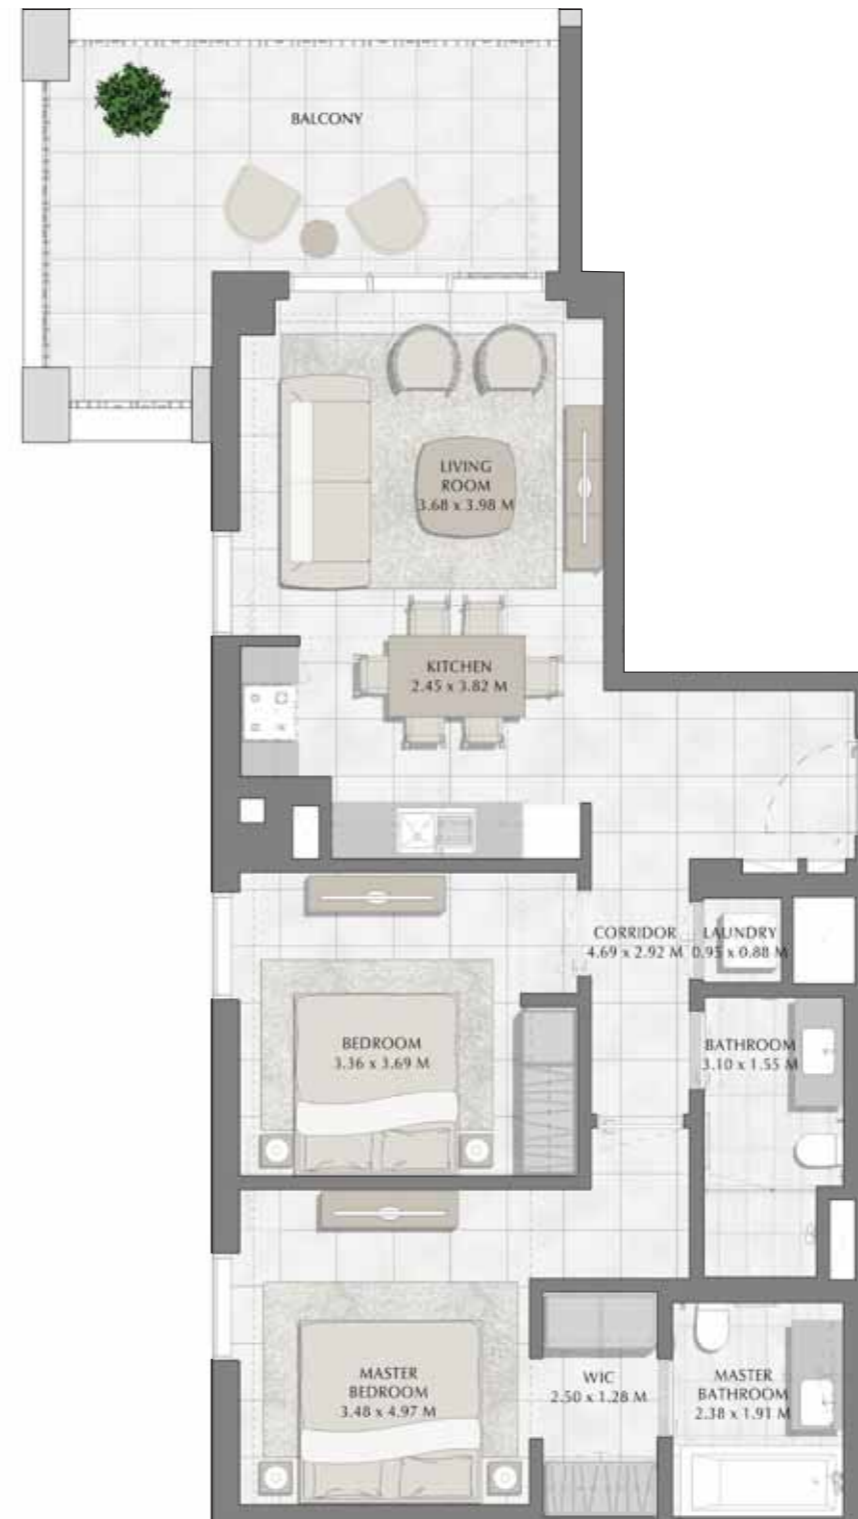 BALCONY
LIVING
ROOM
3.68 x 3.98 M
KITCHEN
2.45 x 3.82 M
CORRIDOR
4.69 x 2.92 M
LAUNDRY
0.95 x 0.88 M
BEDROOM
3.36 x 3.69 M
BATHROOM
3.10 x 1.55 M
MASTER
BEDROOM
3.48 x 4.97 M
WIC
2.50 x 1.28 M
MASTER
BATHROOM
2.38 x 1.91 M